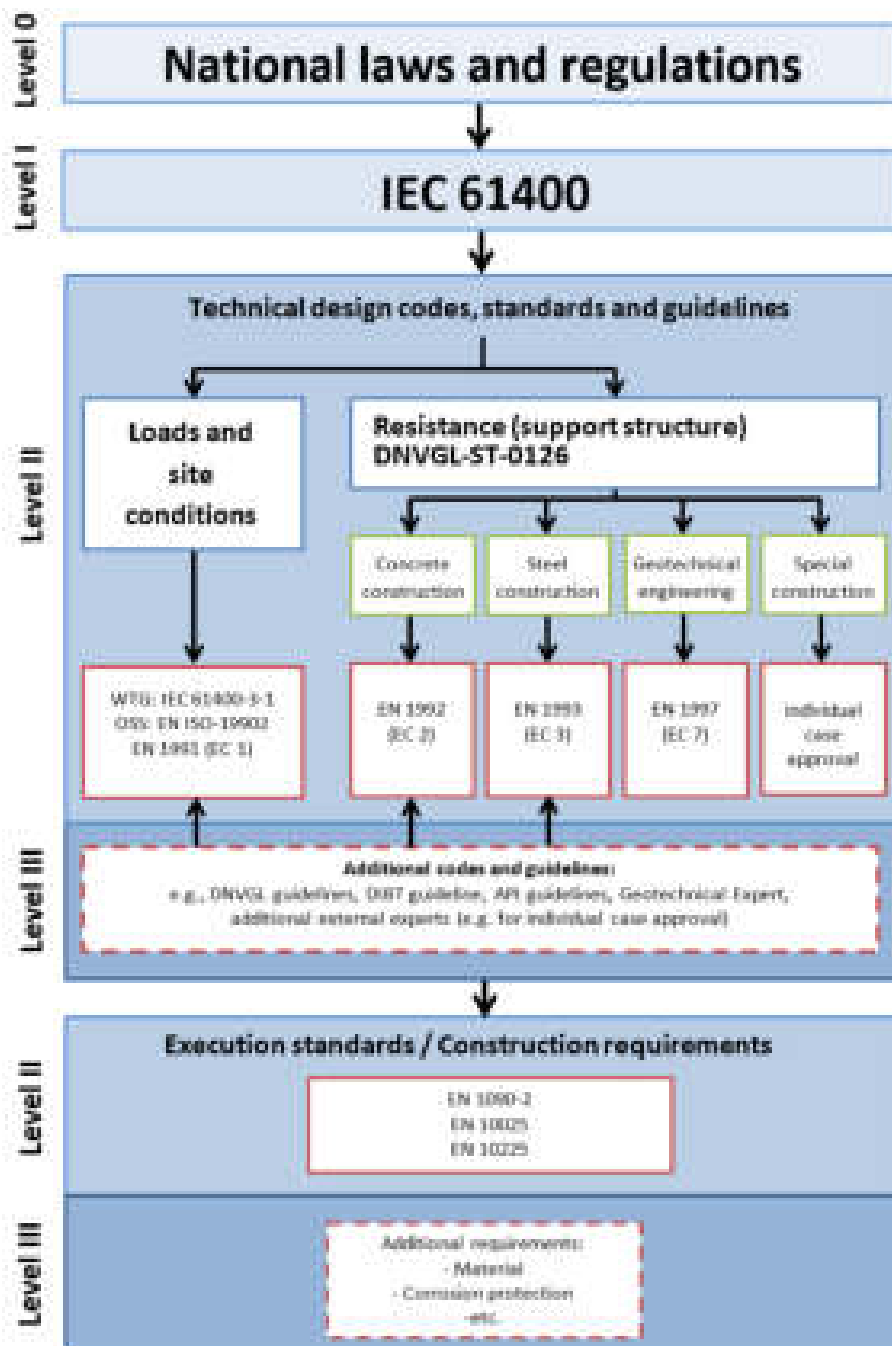 Level 0
National laws and regulations
Level I
IEC 61400
Level II
Technical design codes, standards and guidelines
Loads and
site
conditions
Resistance (support structure)
DNVGL-ST-0126
Concrete
construction
Steel
construction
Geotechnical
engineering
Special
construction
WTG: IEC 61400-3-1
OSS: EN ISO-19902
EN 1991 (EC 1)
EN 1992
(EC 2)
EN 1993
(EC 3)
EN 1997
(EC 7)
individual
case
approval
Level III
Additional codes and guidelines:
e.g., DNVGL guidelines, DIBT guideline, API guidelines, Geotechnical Expert,
additional external experts (e.g. for individual case approval)
Level II
Execution standards / Construction requirements
EN 1090-2
EN 10025
EN 10225
Level III
Additional requirements:
- Material
- Corrosion protection
-etc.